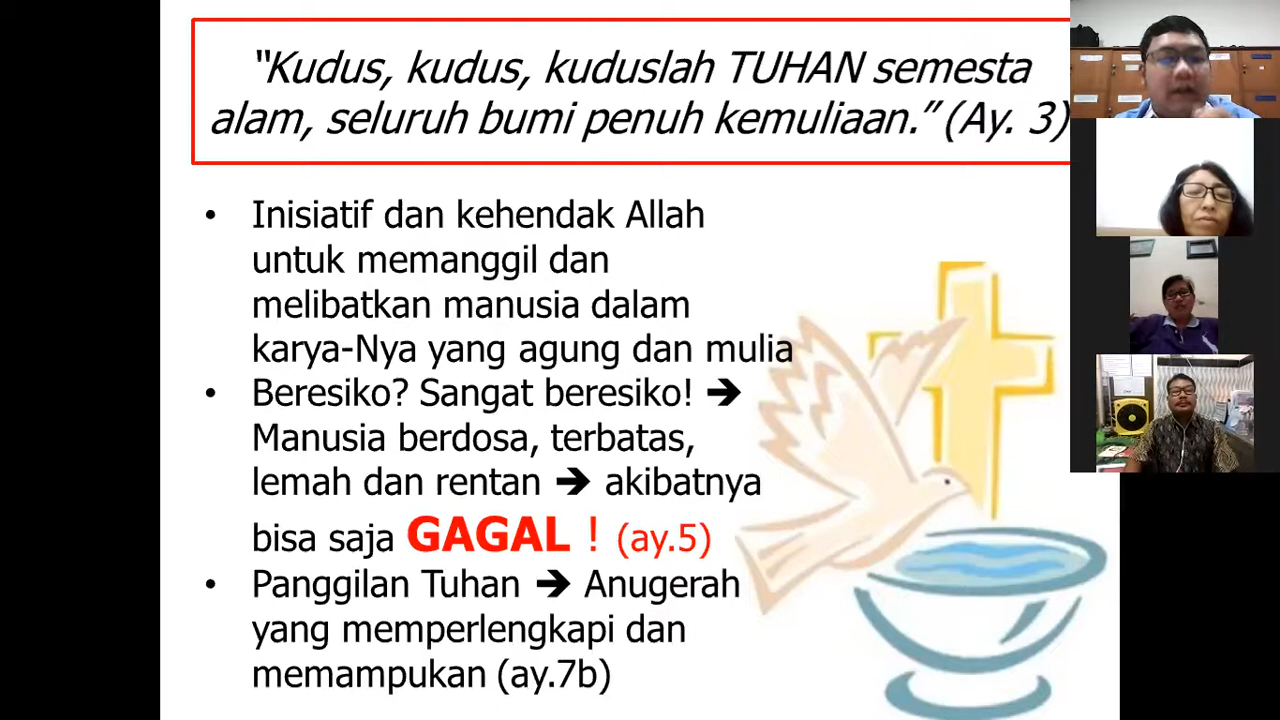 “Kudus, kudus, kuduslah TUHAN semesta
alam, seluruh bumi penuh kemuliaan.” (Ay. 3)
• Inisiatif dan kehendak Allah
untuk memanggil dan
melibatkan manusia dalam
karya-Nya yang agung dan mulia
• Beresiko? Sangat beresiko! ➔
Manusia berdosa, terbatas,
lemah dan rentan ➔ akibatnya
bisa saja GAGAL ! (ay.5)
• Panggilan Tuhan ➔ Anugerah
yang memperlengkapi dan
memampukan (ay.7b)